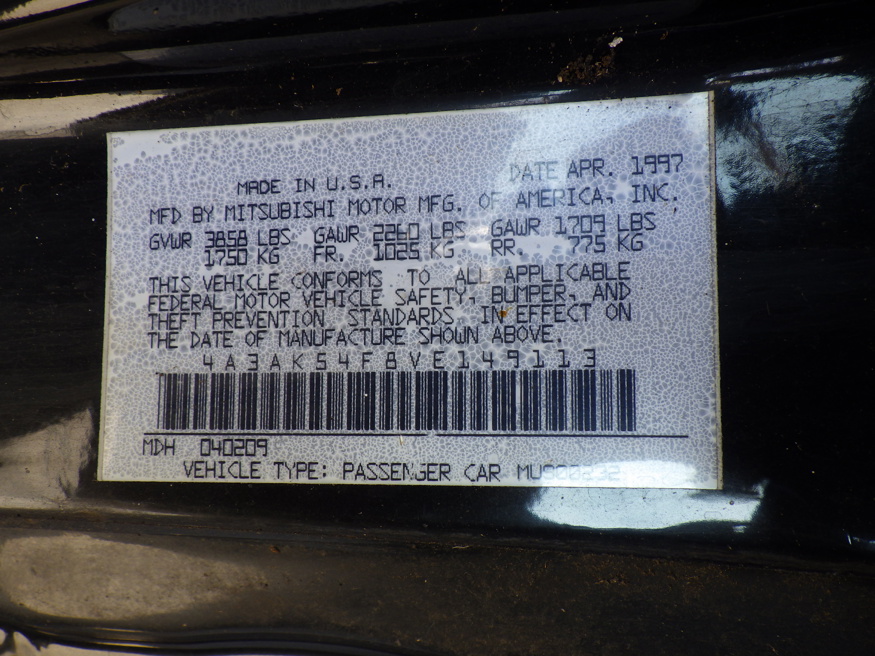 DATE APR. 1997
MADE IN U.S.A.
MFD BY MITSUBISHI MOTOR MFG. OF AMERICA, INC.
GVWR 3858 LBS GAWR 2260 LBS GAWR 1709 LBS
1750 KG FR. 1025 KG RR. 775 KG
THIS VEHICLE CONFORMS TO ALL APPLICABLE
FEDERAL MOTOR VEHICLE SAFETY, BUMPER, AND
THEFT PREVENTION STANDARDS IN EFFECT ON
THE DATE OF MANUFACTURE SHOWN ABOVE.
4A3AK54F8VE149113
MDH 040209
VEHICLE TYPE: PASSENGER CAR